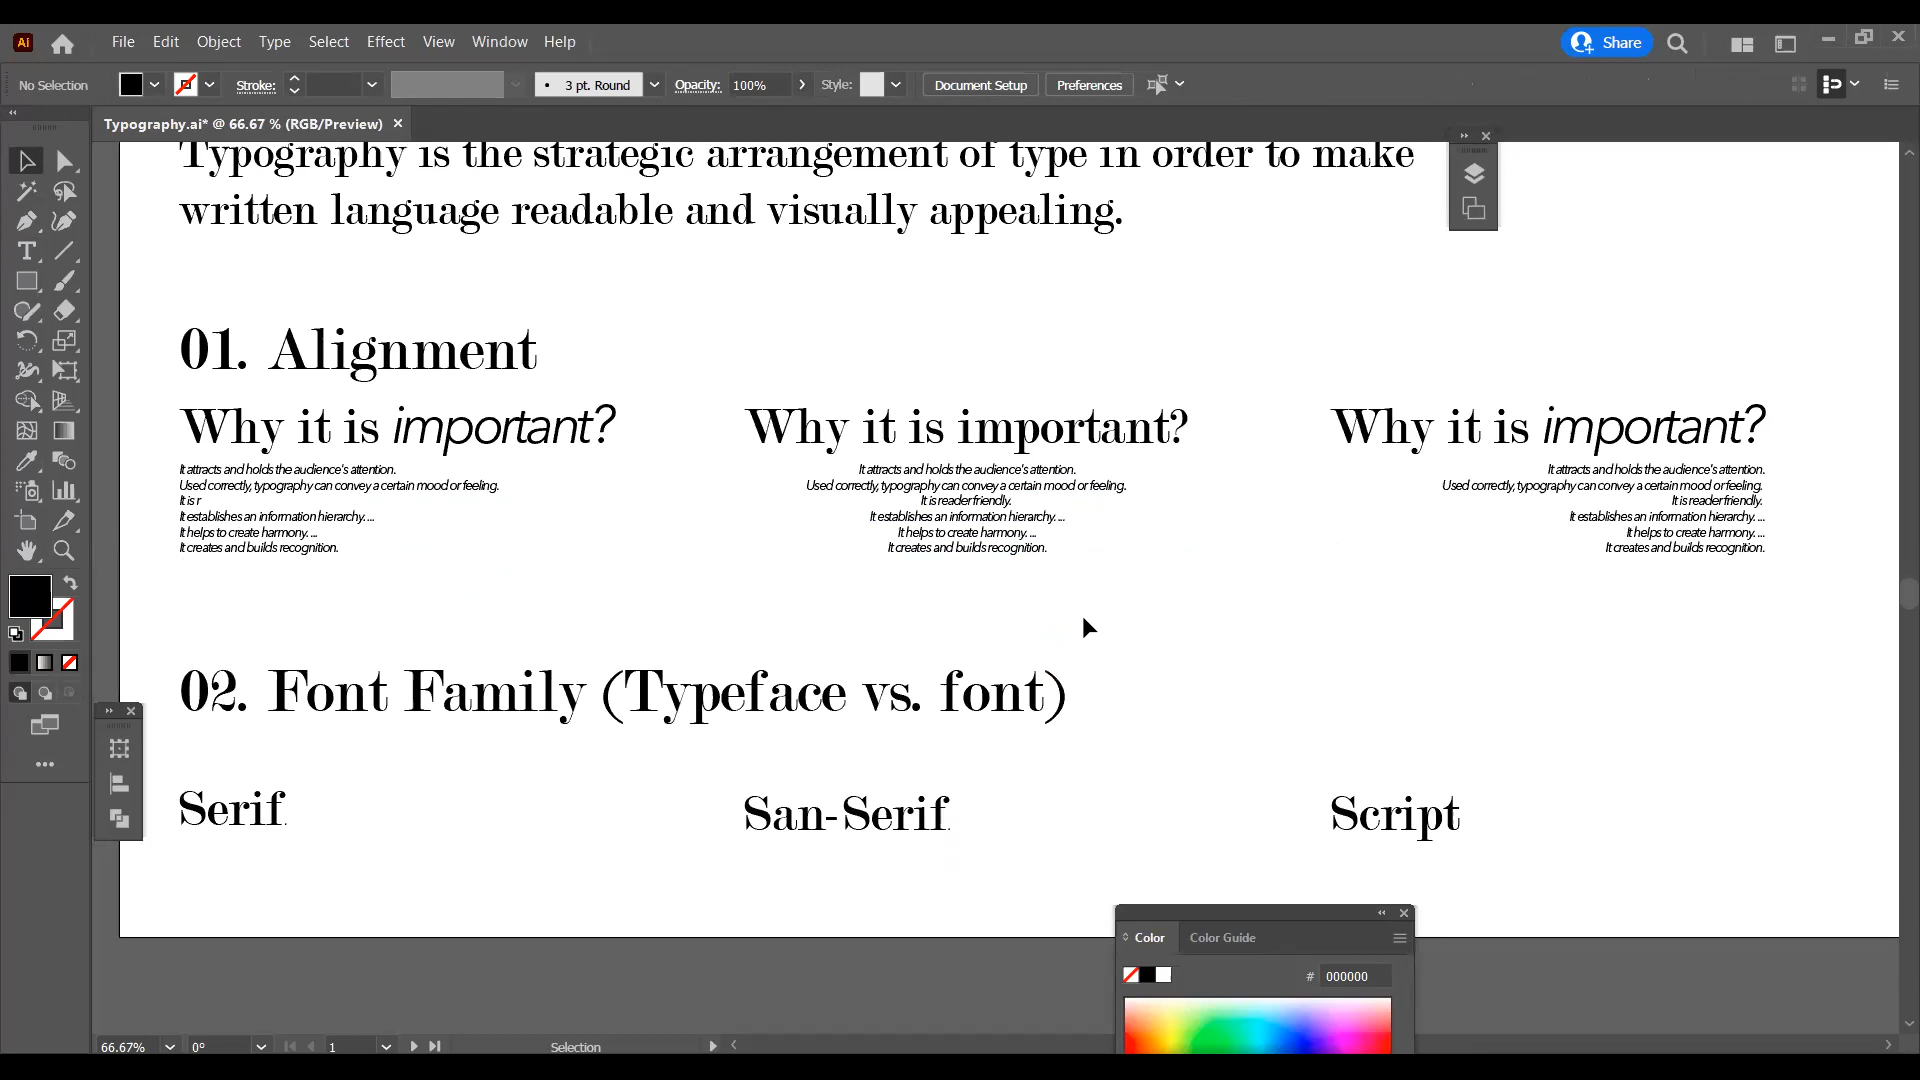 Ai File Edit Object Type Select Effect View Window Help Share
No Selection Stroke: 3 pt. Round Opacity: 100% Style: Document Setup Preferences
Typography.ai* @ 66.67 % (RGB/Preview)
Typography is the strategic arrangement of type in order to make
written language readable and visually appealing.
01. Alignment
Why it is important?
It attracts and holds the audience's attention.
Used correctly, typography can convey a certain mood or feeling.
It is r
It establishes an information hierarchy. ...
It helps to create harmony. ...
It creates and builds recognition.
Why it is important?
It attracts and holds the audience's attention.
Used correctly, typography can convey a certain mood or feeling.
It is reader friendly.
It establishes an information hierarchy. ...
It helps to create harmony. ...
It creates and builds recognition.
Why it is important?
It attracts and holds the audience's attention.
Used correctly, typography can convey a certain mood or feeling.
It is reader friendly.
It establishes an information hierarchy. ...
It helps to create harmony. ...
It creates and builds recognition.
02. Font Family (Typeface vs. font)
Serif.
San-Serif.
Script
Color Color Guide
# 000000
66.67% 0° 1 Selection